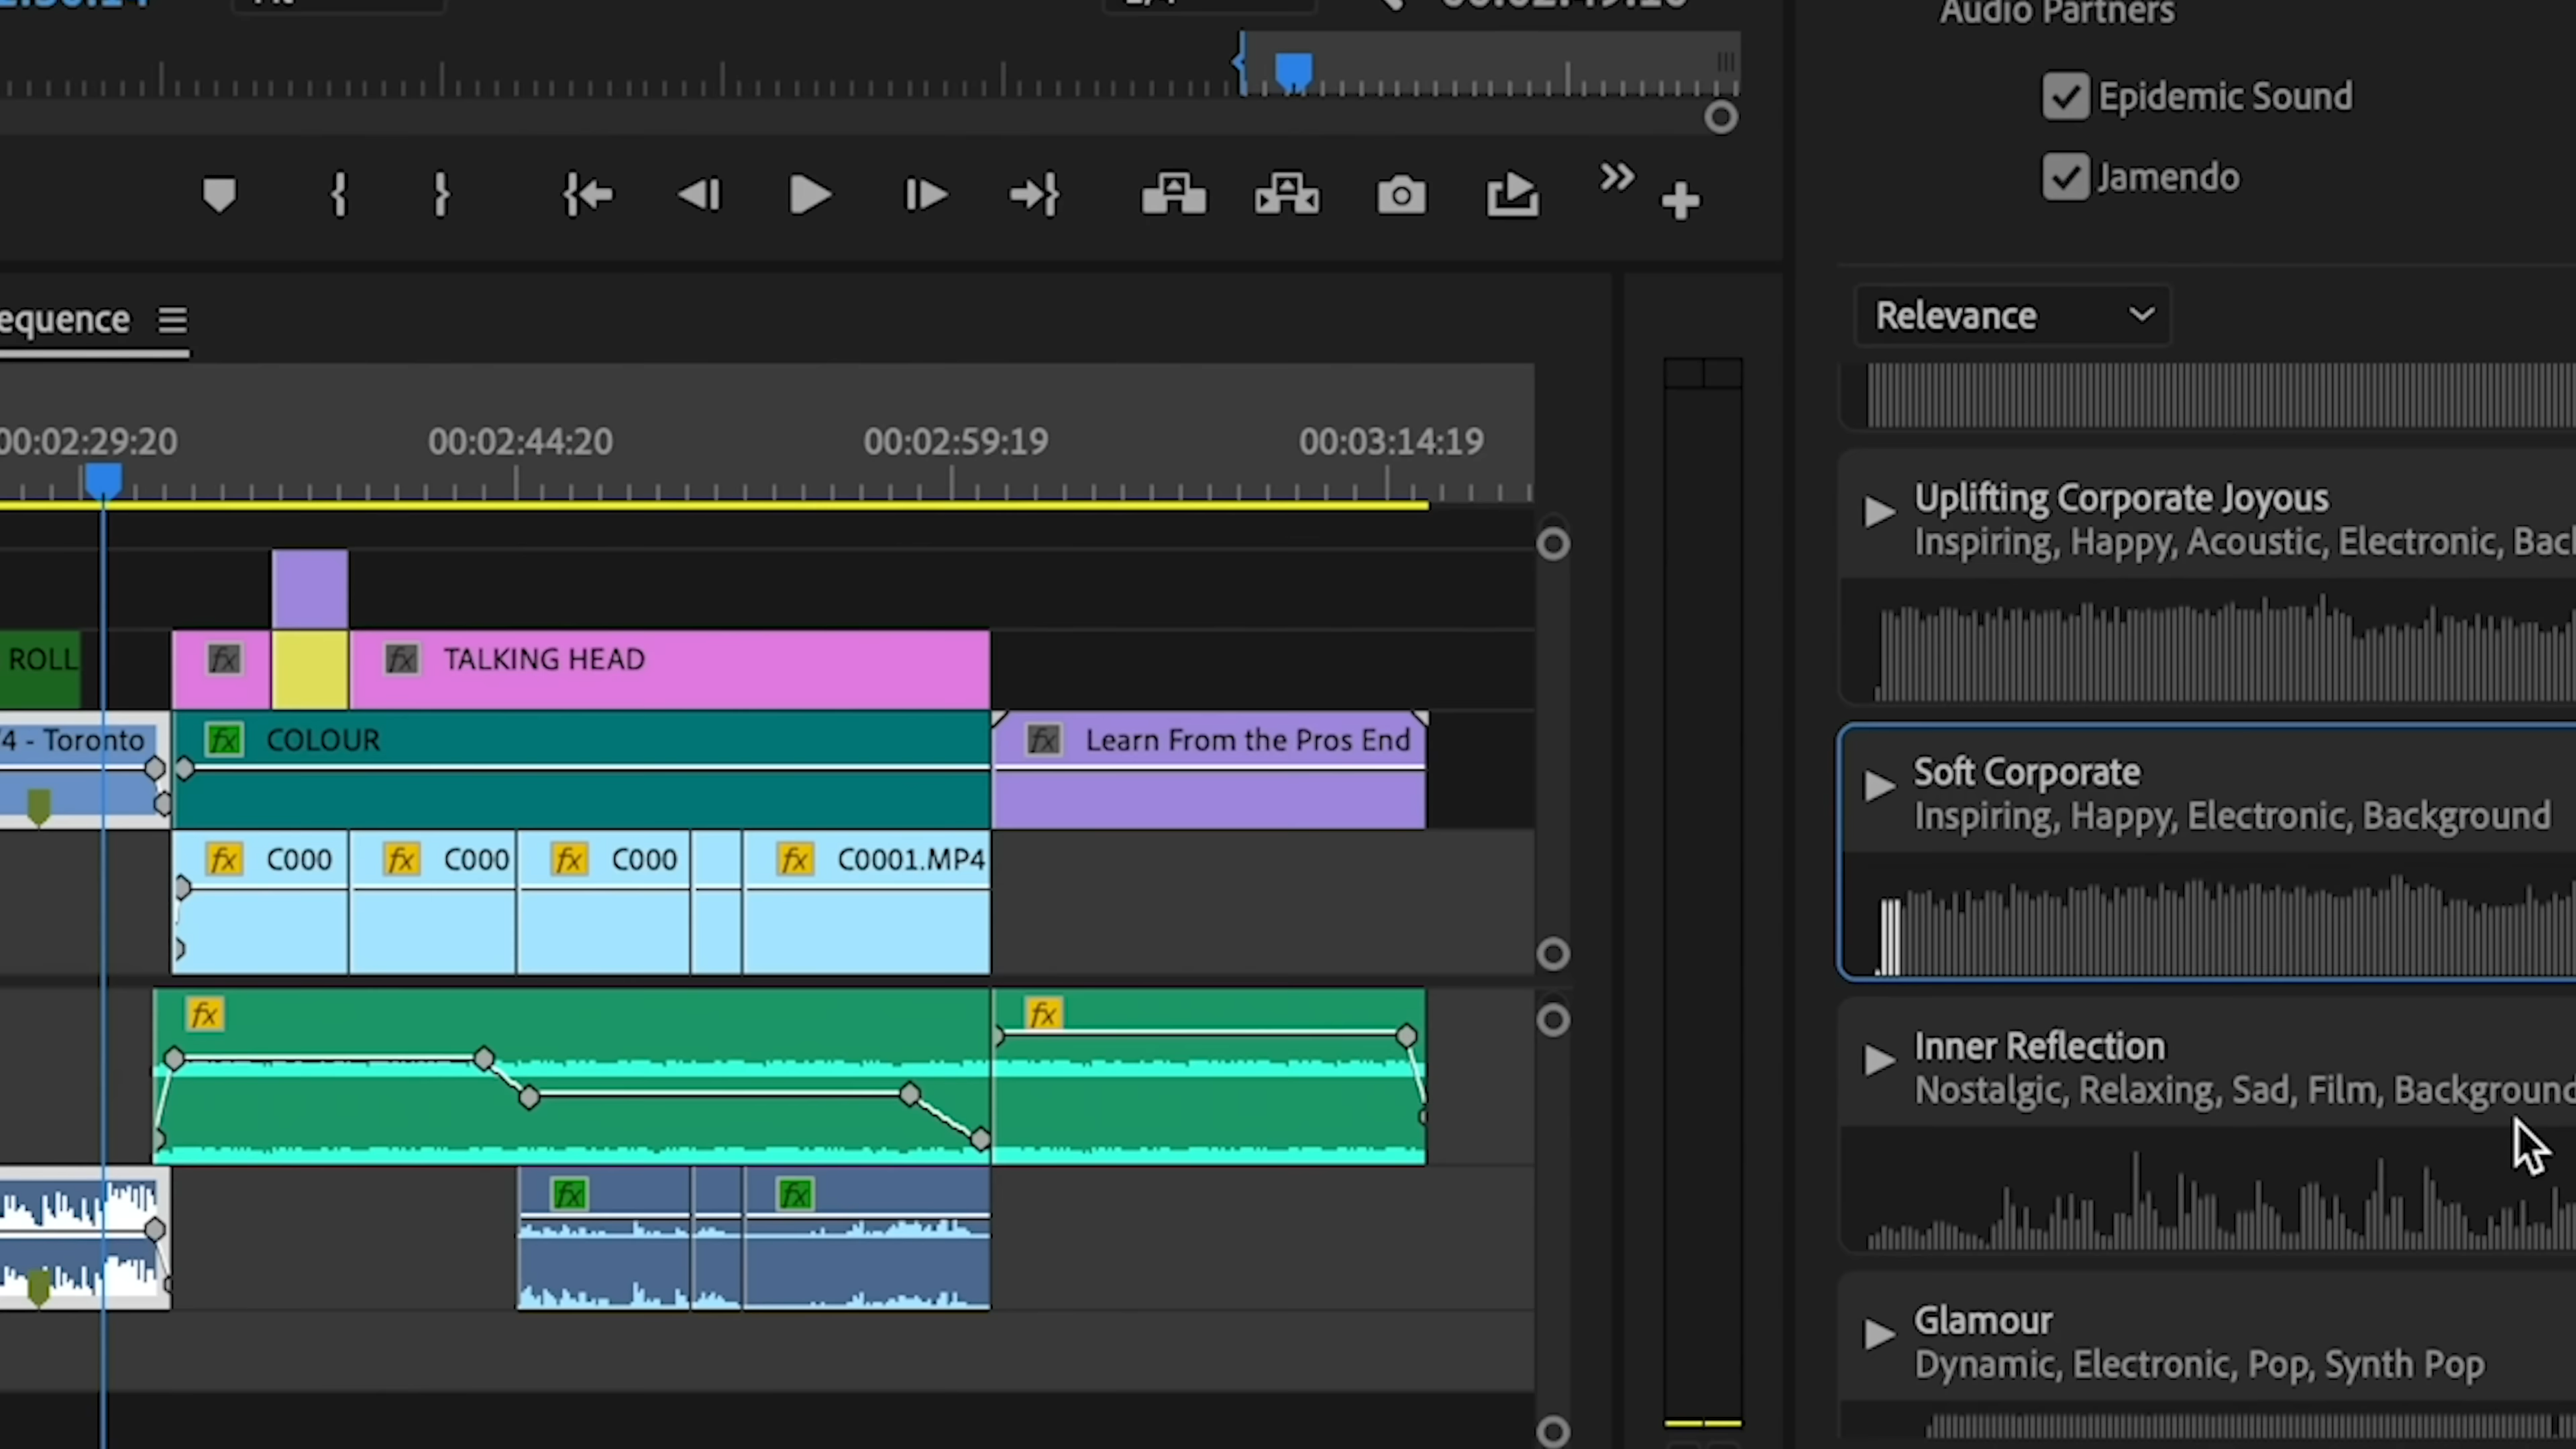 Audio Partners
Epidemic Sound
Jamendo
equence
Relevance
00:02:29:20
00:02:44:20
00:02:59:19
00:03:14:19
ROLL
fx
fx
TALKING HEAD
4 - Toronto
fx
COLOUR
fx
Learn From the Pros End
fx
C000
fx
C000
fx
C000
fx
C0001.MP4
fx
fx
fx
fx
Uplifting Corporate Joyous
Inspiring, Happy, Acoustic, Electronic, Bac
Soft Corporate
Inspiring, Happy, Electronic, Background
Inner Reflection
Nostalgic, Relaxing, Sad, Film, Background
Glamour
Dynamic, Electronic, Pop, Synth Pop